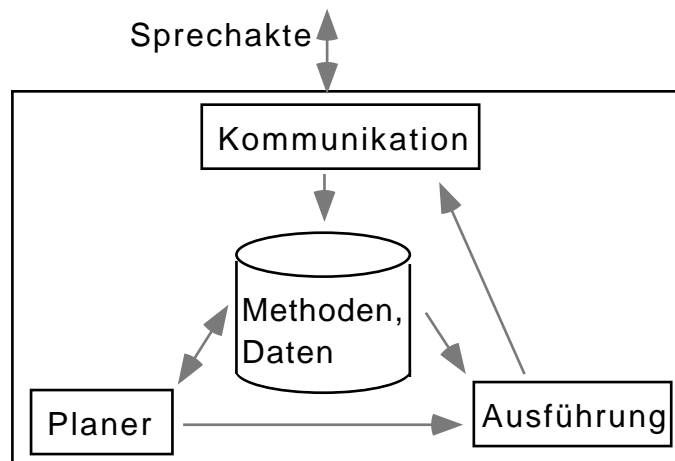 Sprechakte
Kommunikation
Methoden,
Daten
Planer
Ausführung